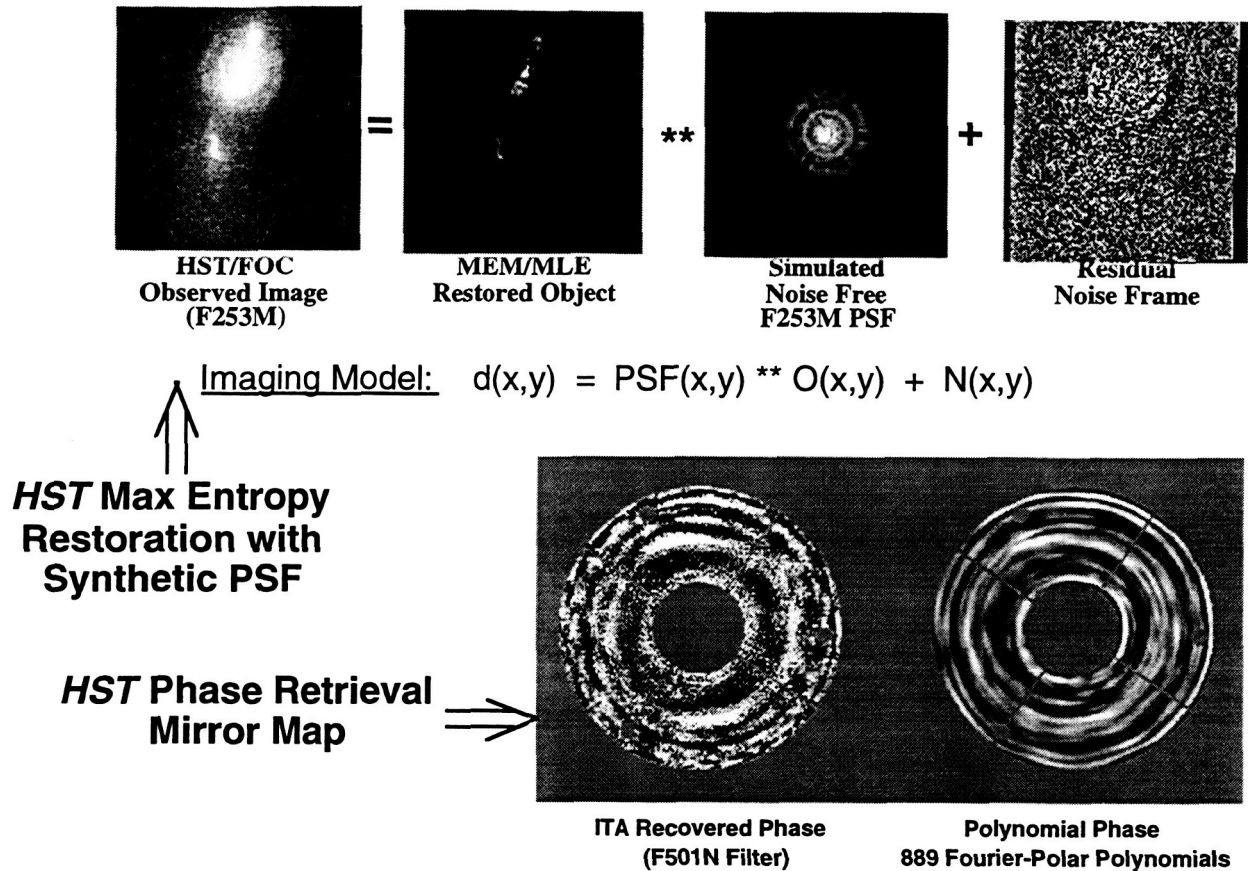 =
**
+
HST/FOC
Observed Image
(F253M)
MEM/MLE
Restored Object
Simulated
Noise Free
F253M PSF
Residual
Noise Frame
Imaging Model: d(x,y) = PSF(x,y) ** O(x,y) + N(x,y)
HST Max Entropy
Restoration with
Synthetic PSF
HST Phase Retrieval
Mirror Map
ITA Recovered Phase
(F501N Filter)
Polynomial Phase
889 Fourier-Polar Polynomials